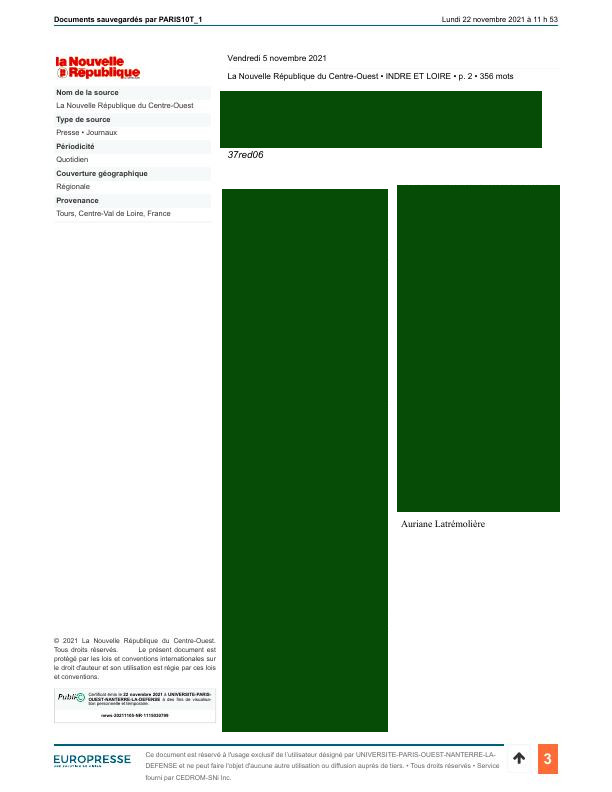 Documents sauvegardés par PARIS10T_1
Lundi 22 novembre 2021 à 11 h 53
la Nouvelle
République
Nom de la source
La Nouvelle République du Centre-Ouest
Type de source
Presse • Journaux
Périodicité
Quotidien
Couverture géographique
Régionale
Provenance
Tours, Centre-Val de Loire, France
Vendredi 5 novembre 2021
La Nouvelle République du Centre-Ouest • INDRE ET LOIRE • p. 2 • 356 mots
37red06
Auriane Latrémolière
© 2021 La Nouvelle République du Centre-Ouest.
Tous droits réservés. Le présent document est
protégé par les lois et conventions internationales sur
le droit d'auteur et son utilisation est régie par ces lois
et conventions.
Public©
Certificat émis le 22 novembre 2021 à UNIVERSITE-PARIS-
OUEST-NANTERRE-LA-DEFENSE à des fins de visualisa-
tion personnelle et temporaire.
news·20211105·NR·1115030799
EUROPRESSE
Ce document est réservé à l'usage exclusif de l'utilisateur désigné par UNIVERSITE-PARIS-OUEST-NANTERRE-LA-
DEFENSE et ne peut faire l'objet d'aucune autre utilisation ou diffusion auprès de tiers. • Tous droits réservés • Service
fourni par CEDROM-SNi Inc.
3